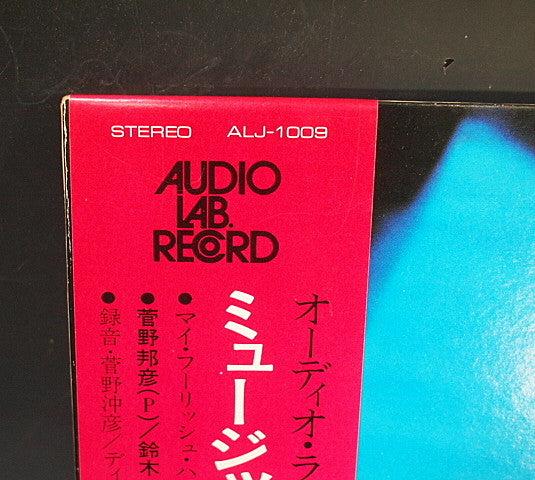 STEREO ALJ-1009
AUDIO
LAB.
RECORD
オーディオ・ラ
ミュージッ
●マイ・フーリッシュ・ハ
●菅野邦彦(P)/鈴木
●録音・菅野沖彦/ディ